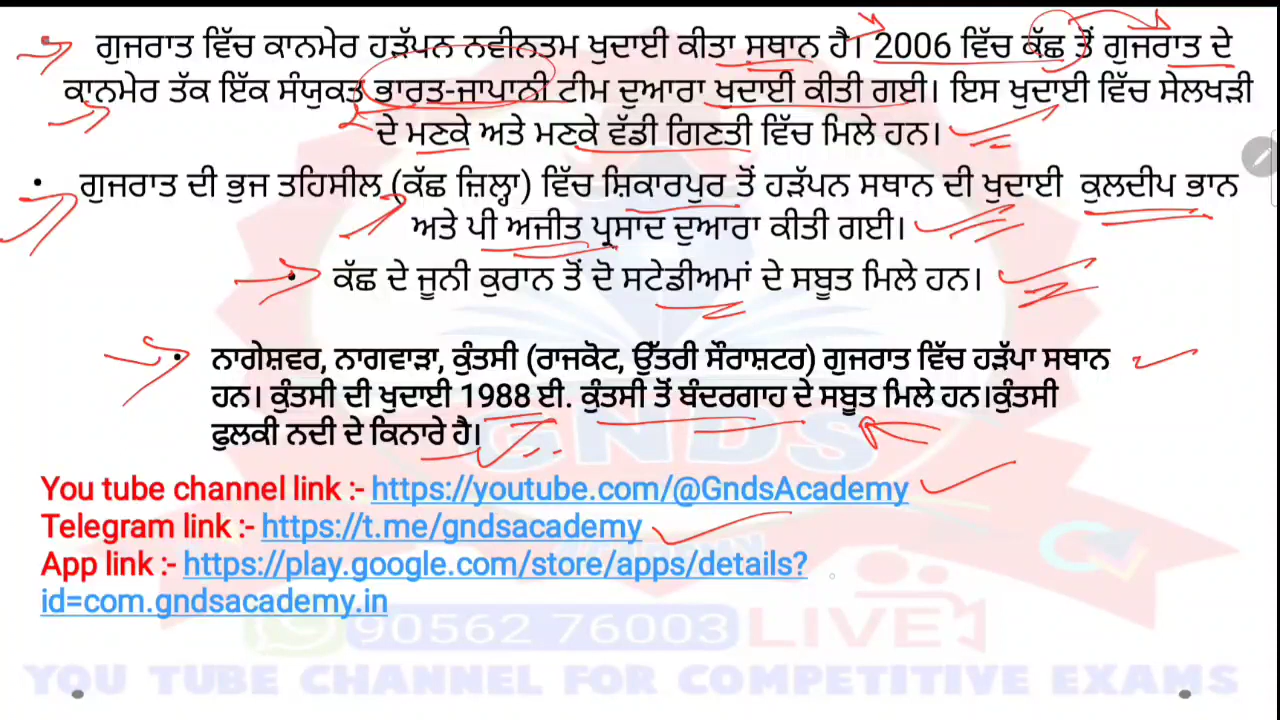 • ਗੁਜਰਾਤ ਵਿੱਚ ਕਾਨਮੇਰ ਹੜੱਪਨ ਨਵੀਨਤਮ ਖੁਦਾਈ ਕੀਤਾ ਸਥਾਨ ਹੈ। 2006 ਵਿੱਚ ਕੱਛ ਤੋਂ ਗੁਜਰਾਤ ਦੇ
ਕਾਨਮੇਰ ਤੱਕ ਇੱਕ ਸੰਯੁਕਤ ਭਾਰਤ-ਜਾਪਾਨੀ ਟੀਮ ਦੁਆਰਾ ਖੁਦਾਈ ਕੀਤੀ ਗਈ। ਇਸ ਖੁਦਾਈ ਵਿੱਚ ਸੇਲਖੜੀ
ਦੇ ਮਣਕੇ ਅਤੇ ਮਣਕੇ ਵੱਡੀ ਗਿਣਤੀ ਵਿੱਚ ਮਿਲੇ ਹਨ।
• ਗੁਜਰਾਤ ਦੀ ਭੁਜ ਤਹਿਸੀਲ (ਕੱਛ ਜ਼ਿਲ੍ਹਾ) ਵਿੱਚ ਸ਼ਿਕਾਰਪੁਰ ਤੋਂ ਹੜੱਪਨ ਸਥਾਨ ਦੀ ਖੁਦਾਈ ਕੁਲਦੀਪ ਭਾਨ
ਅਤੇ ਪੀ ਅਜੀਤ ਪ੍ਰਸਾਦ ਦੁਆਰਾ ਕੀਤੀ ਗਈ।
• ਕੱਛ ਦੇ ਜੂਨੀ ਕੁਰਾਨ ਤੋਂ ਦੋ ਸਟੇਡੀਅਮਾਂ ਦੇ ਸਬੂਤ ਮਿਲੇ ਹਨ।
• ਨਾਗੇਸ਼ਵਰ, ਨਾਗਵਾੜਾ, ਕੁੰਤਸੀ (ਰਾਜਕੋਟ, ਉੱਤਰੀ ਸੌਰਾਸ਼ਟਰ) ਗੁਜਰਾਤ ਵਿੱਚ ਹੜੱਪਾ ਸਥਾਨ
ਹਨ। ਕੁੰਤਸੀ ਦੀ ਖੁਦਾਈ 1988 ਈ. ਕੁੰਤਸੀ ਤੋਂ ਬੰਦਰਗਾਹ ਦੇ ਸਬੂਤ ਮਿਲੇ ਹਨ।ਕੁੰਤਸੀ
ਫੁਲਕੀ ਨਦੀ ਦੇ ਕਿਨਾਰੇ ਹੈ।
GNDS
You tube channel link :- https://youtube.com/@GndsAcademy
Telegram link :- https://t.me/gndsacademy
App link :- https://play.google.com/store/apps/details?
id=com.gndsacademy.in
90562 76003 LIVE
YOU TUBE CHANNEL FOR COMPETITIVE EXAMS